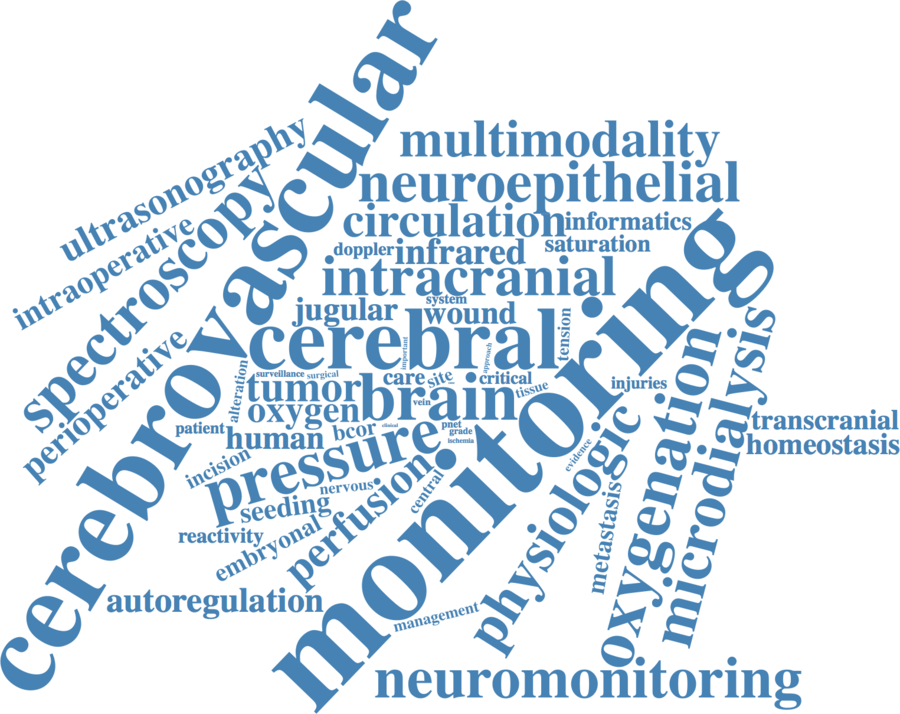 cerebrovascular
ultrasonography
multimodality
neuroepithelial
spectroscopy
intraoperative
circulation
informatics
saturation
doppler
infrared
monitoring
intracranial
system
jugular
wound
cerebral
tension
important
approach
perioperative
surveillance
surgical
alteration
tumor
care
site
critical
tissue
injuries
brain
oxygen
vein
patient
human
bcor
clinical
pnet
grade
ischemia
transcranial
homeostasis
pressure
incision
evidence
nervous
central
seeding
perfusion
reactivity
embryonal
physiologic
metastasis
oxygenation
microdialysis
autoregulation
management
neuromonitoring